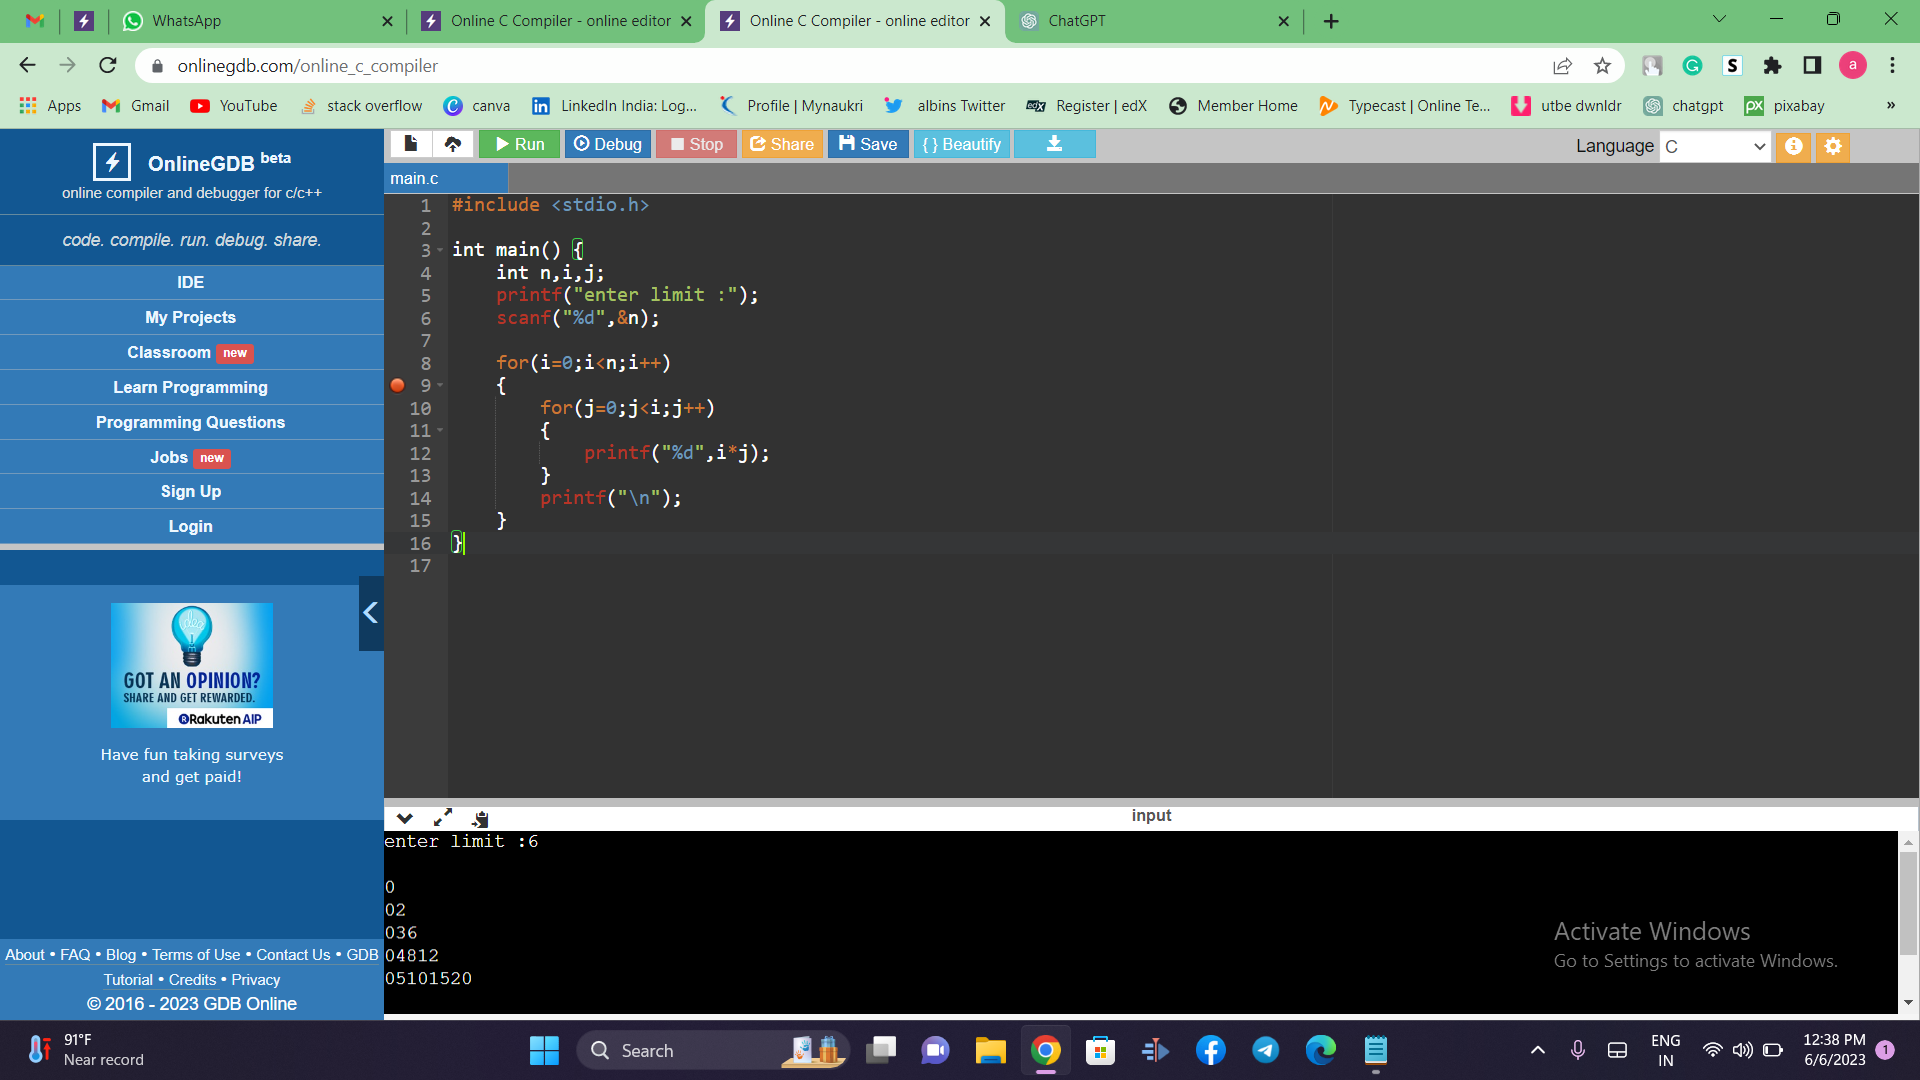 WhatsApp
Online C Compiler - online editor
Online C Compiler - online editor
ChatGPT
onlinegdb.com/online_c_compiler
a
Apps
Gmail
YouTube
stack overflow
canva
LinkedIn India: Log...
Profile | Mynaukri
albins Twitter
Register | edX
Member Home
Typecast | Online Te...
utbe dwnldr
chatgpt
pixabay
»
OnlineGDB beta
online compiler and debugger for c/c++
code. compile. run. debug. share.
IDE
My Projects
Classroom new
Learn Programming
Programming Questions
Jobs new
Sign Up
Login
GOT AN OPINION?
SHARE AND GET REWARDED.
Rakuten AIP
Have fun taking surveys
and get paid!
About • FAQ • Blog • Terms of Use • Contact Us • GDB
Tutorial • Credits • Privacy
© 2016 - 2023 GDB Online
Run
Debug
Stop
Share
Save
{ } Beautify
Language
C
main.c
1 #include <stdio.h>
2
3 int main() {
4 int n,i,j;
5 printf("enter limit :");
6 scanf("%d",&n);
7
8 for(i=0;i<n;i++)
9 {
10 for(j=0;j<i;j++)
11 {
12 printf("%d",i*j);
13 }
14 printf("\n");
15 }
16 }
17
input
enter limit :6
0
02
036
04812
05101520
Activate Windows
Go to Settings to activate Windows.
91°F
Near record
Search
ENG
IN
12:38 PM
6/6/2023
1